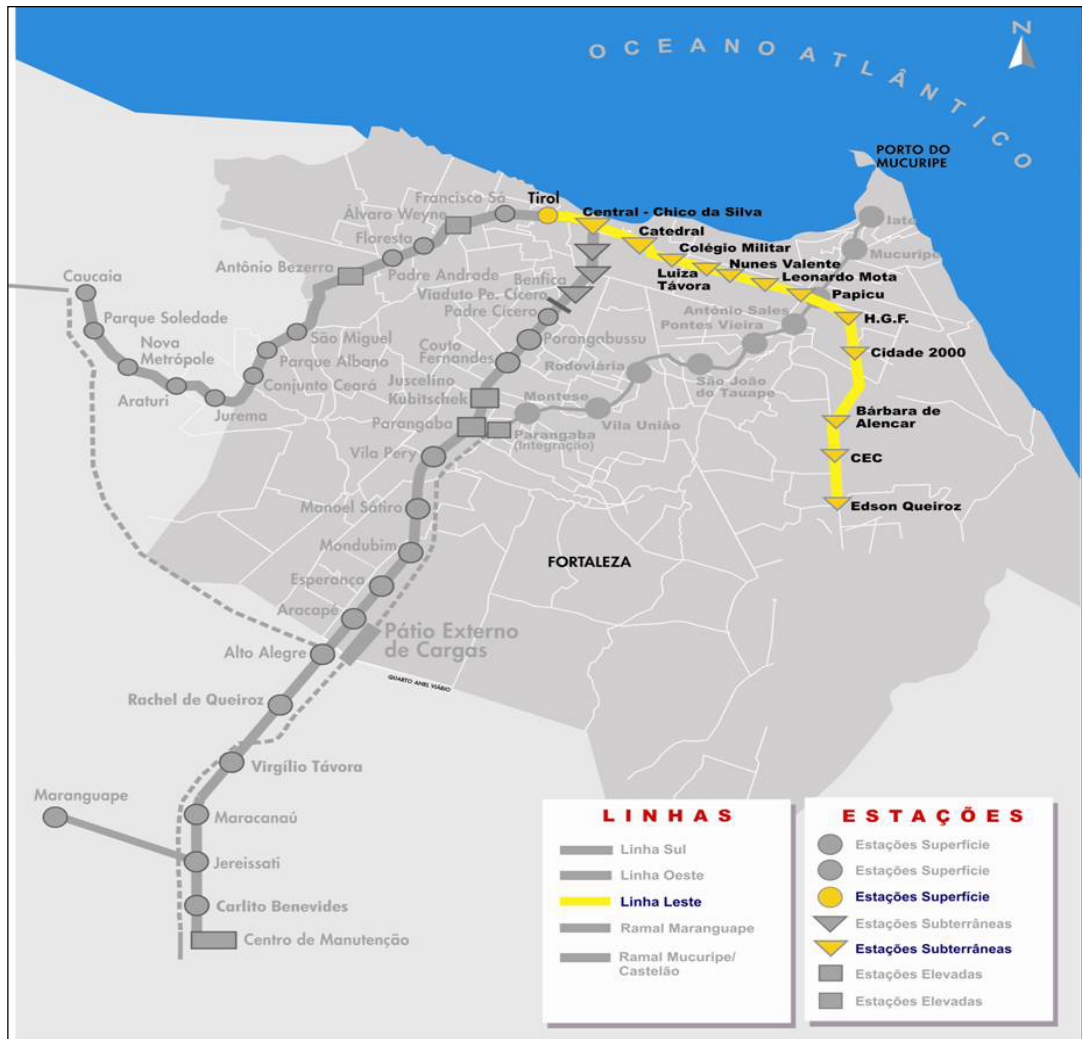 OCEANO ATLÂNTICO
N
PORTO DO
MUCURIPE
Iate
Mucuripe
Francisco Sá
Tirol
Central - Chico da Silva
Álvaro Weyne
Catedral
Floresta
Colégio Militar
Luiza
Távora
Nunes Valente
Leonardo Mota
Antônio Bezerra
Padre Andrade
Benfica
Papicu
Caucaia
Viaduto Pe. Cícero
Padre Cícero
Antônio Sales
H.G.F.
Parque Soledade
São Miguel
Porangabussu
Pontes Vieira
Nova
Metrópole
Parque Albano
Couto
Fernandes
Rodoviária
Cidade 2000
Araturi
Conjunto Ceará
Jurema
Juscelino
Kubitschek
Montese
São João
do Tauape
Parangaba
Parangaba
(Integração)
Vila União
Bárbara de
Alencar
Vila Pery
CEC
Manoel Sátiro
Edson Queiroz
Mondubim
FORTALEZA
Esperança
Aracapé
Pátio Externo
de Cargas
Alto Alegre
QUARTO ANEL VIÁRIO
Rachel de Queiroz
Virgílio Távora
Maranguape
Maracanaú
Jereissati
Carlito Benevides
Centro de Manutenção
LINHAS
Linha Sul
Linha Oeste
Linha Leste
Ramal Maranguape
Ramal Mucuripe/
Castelão
ESTAÇÕES
Estações Superfície
Estações Superfície
Estações Superfície
Estações Subterrâneas
Estações Subterrâneas
Estações Elevadas
Estações Elevadas